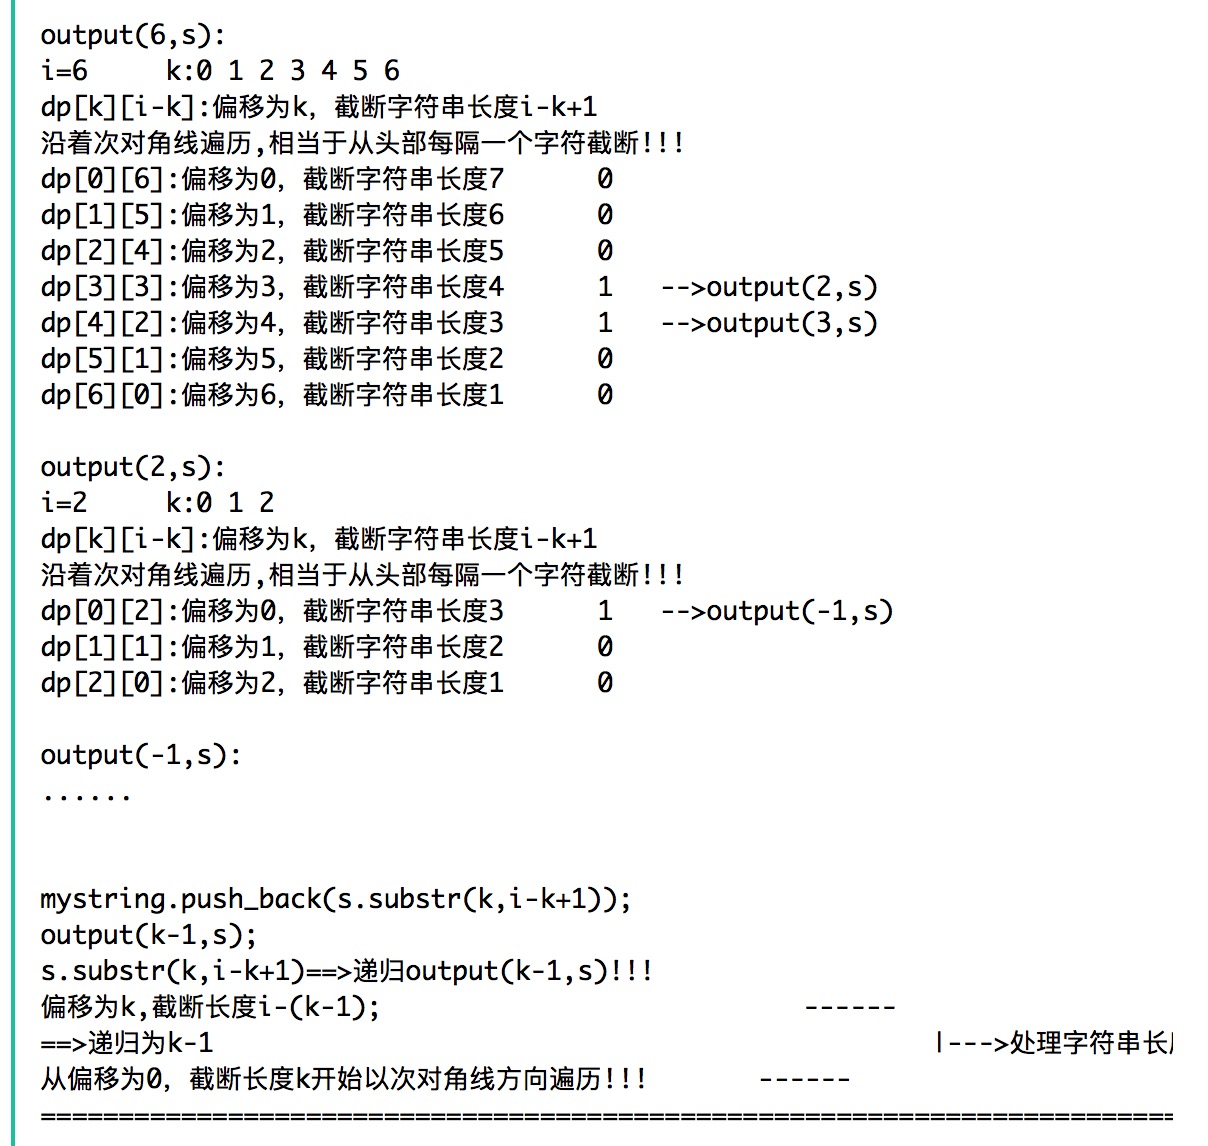 output(6,s):
i=6     k:0 1 2 3 4 5 6
dp[k][i-k]:偏移为k，截断字符串长度i-k+1
沿着次对角线遍历,相当于从头部每隔一个字符截断!!!
dp[0][6]:偏移为0，截断字符串长度7      0
dp[1][5]:偏移为1，截断字符串长度6      0
dp[2][4]:偏移为2，截断字符串长度5      0
dp[3][3]:偏移为3，截断字符串长度4      1   -->output(2,s)
dp[4][2]:偏移为4，截断字符串长度3      1   -->output(3,s)
dp[5][1]:偏移为5，截断字符串长度2      0
dp[6][0]:偏移为6，截断字符串长度1      0
output(2,s):
i=2     k:0 1 2
dp[k][i-k]:偏移为k，截断字符串长度i-k+1
沿着次对角线遍历,相当于从头部每隔一个字符截断!!!
dp[0][2]:偏移为0，截断字符串长度3      1   -->output(-1,s)
dp[1][1]:偏移为1，截断字符串长度2      0
dp[2][0]:偏移为2，截断字符串长度1      0
output(-1,s):
......
mystring.push_back(s.substr(k,i-k+1));
output(k-1,s);
s.substr(k,i-k+1)==>递归output(k-1,s)!!!
偏移为k,截断长度i-(k-1);                           ------
==>递归为k-1                                              |--->处理字符串长
从偏移为0，截断长度k开始以次对角线方向遍历!!!       ------
=========================================================================